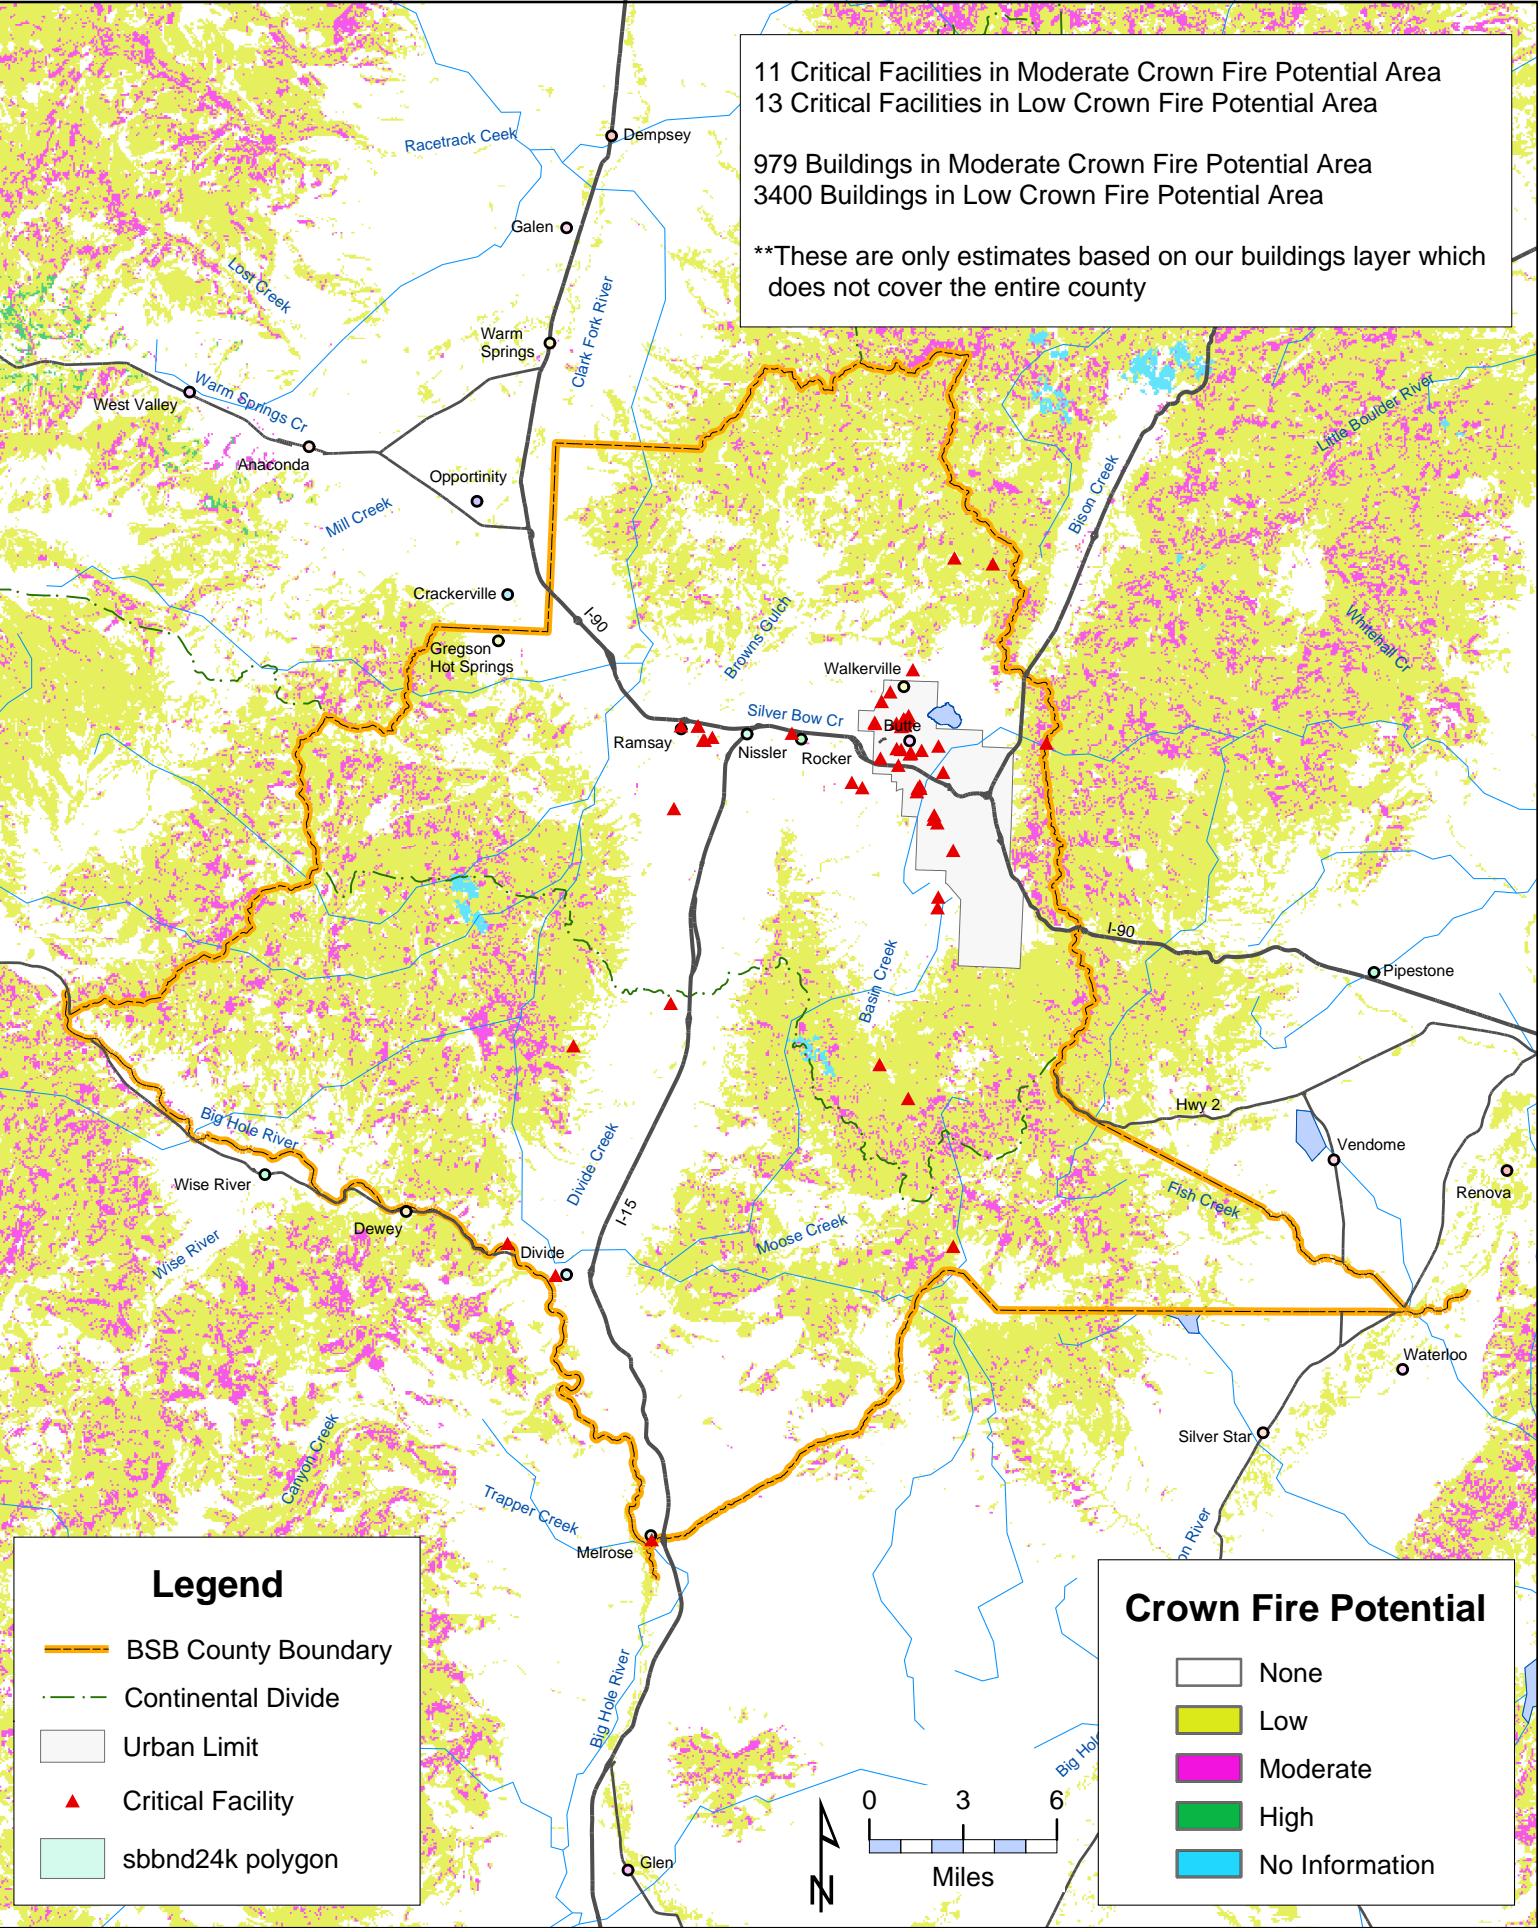 11 Critical Facilities in Moderate Crown Fire Potential Area
13 Critical Facilities in Low Crown Fire Potential Area
979 Buildings in Moderate Crown Fire Potential Area
3400 Buildings in Low Crown Fire Potential Area
**These are only estimates based on our buildings layer which
does not cover the entire county
Racetrack Ceek
Dempsey
Galen
Lost Creek
Clark Fork River
Warm
Springs
West Valley
Warm Springs Cr
Anaconda
Little Boulder River
Opportinity
Bison Creek
Mill Creek
Crackerville
I-90
Browns Gulch
Whitehall Cr
Gregson
Hot Springs
Walkerville
Silver Bow Cr
Butte
Ramsay
Nissler
Rocker
I-90
Basin Creek
Pipestone
Big Hole River
Hwy 2
Wise River
Divide Creek
Vendome
Renova
Fish Creek
Dewey
I-15
Moose Creek
Wise River
Divide
Waterloo
Canyon Creek
Silver Star
Trapper Creek
Melrose
on River
Big Hole River
Big Hol
Glen
Legend
BSB County Boundary
Continental Divide
Urban Limit
Critical Facility
sbbnd24k polygon
0 3 6
Miles
N
Crown Fire Potential
None
Low
Moderate
High
No Information